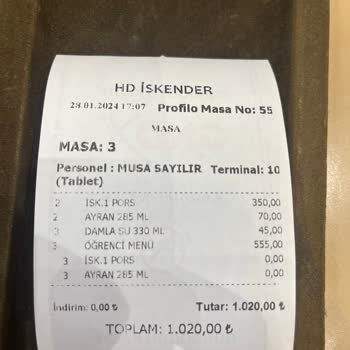 HD İSKENDER
28.01.2024 17:07 Profilo Masa No: 55
MASA
MASA: 3
Personel : MUSA SAYILIR Terminal: 10
(Tablet)
2 İSK.1 PORS 350,00
2 AYRAN 285 ML 70,00
3 DAMLA SU 330 ML 45,00
3 ÖĞRENCİ MENÜ 555,00
3 İSK.1 PORS 0,00
3 AYRAN 285 ML 0,00
İndirim: 0,00 ₺ Tutar: 1.020,00 ₺
TOPLAM: 1.020,00 ₺